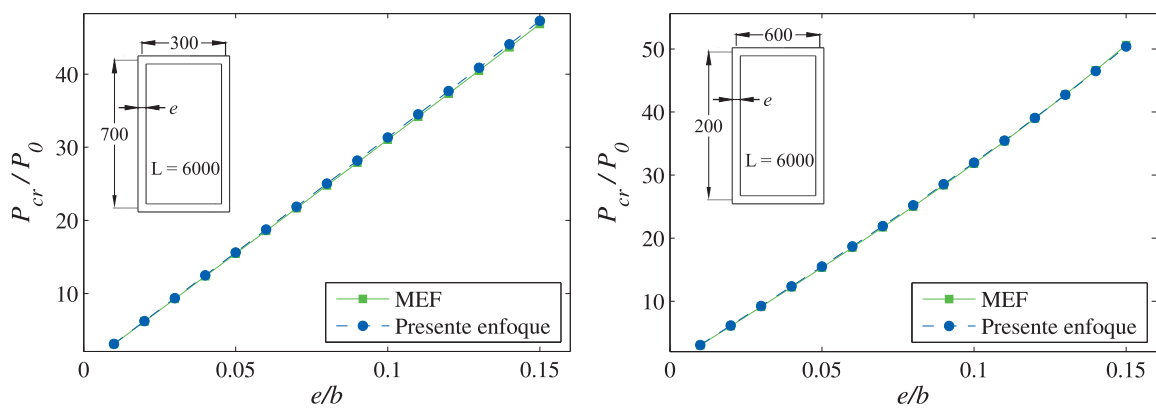 300
700
e
L = 6000
P_cr / P_0
40
30
20
10
0
0.05
0.1
0.15
e/b
MEF
Presente enfoque
600
200
e
L = 6000
P_cr / P_0
50
40
30
20
10
0
0.05
0.1
0.15
e/b
MEF
Presente enfoque